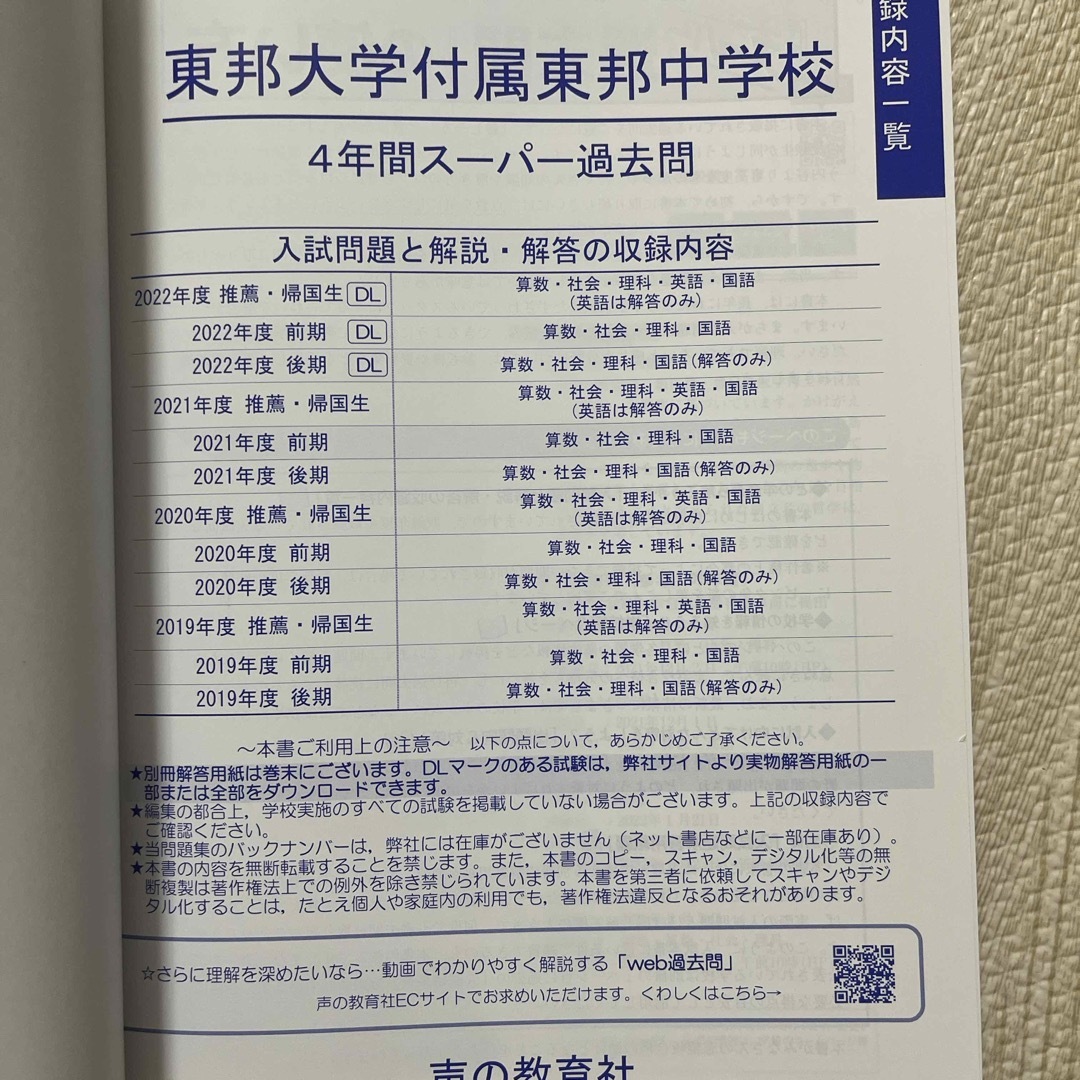 録内容一覧
東邦大学付属東邦中学校
4年間スーパー過去問
入試問題と解説・解答の収録内容
2022年度 推薦・帰国生 DL 算数・社会・理科・英語・国語
(英語は解答のみ)
2022年度 前期 DL 算数・社会・理科・国語
2022年度 後期 DL 算数・社会・理科・国語(解答のみ)
2021年度 推薦・帰国生 算数・社会・理科・英語・国語
(英語は解答のみ)
2021年度 前期 算数・社会・理科・国語
2021年度 後期 算数・社会・理科・国語(解答のみ)
2020年度 推薦・帰国生 算数・社会・理科・英語・国語
(英語は解答のみ)
2020年度 前期 算数・社会・理科・国語
2020年度 後期 算数・社会・理科・国語(解答のみ)
2019年度 推薦・帰国生 算数・社会・理科・英語・国語
(英語は解答のみ)
2019年度 前期 算数・社会・理科・国語
2019年度 後期 算数・社会・理科・国語(解答のみ)
～本書ご利用上の注意～ 以下の点について，あらかじめご了承ください。
★別冊解答用紙は巻末にございます。DLマークのある試験は，弊社サイトより実物解答用紙の一
部または全部をダウンロードできます。
★編集の都合上，学校実施のすべての試験を掲載していない場合がございます。上記の収録内容で
ご確認ください。
★当問題集のバックナンバーは，弊社には在庫がございません（ネット書店などに一部在庫あり）。
★本書の内容を無断転載することを禁じます。また，本書のコピー，スキャン，デジタル化等の無
断複製は著作権法上での例外を除き禁じられています。本書を第三者に依頼してスキャンやデジ
タル化することは，たとえ個人や家庭内の利用でも，著作権法違反となるおそれがあります。
☆さらに理解を深めたいなら…動画でわかりやすく解説する「web過去問」
声の教育社ECサイトでお求めいただけます。くわしくはこちら→
声の教育社